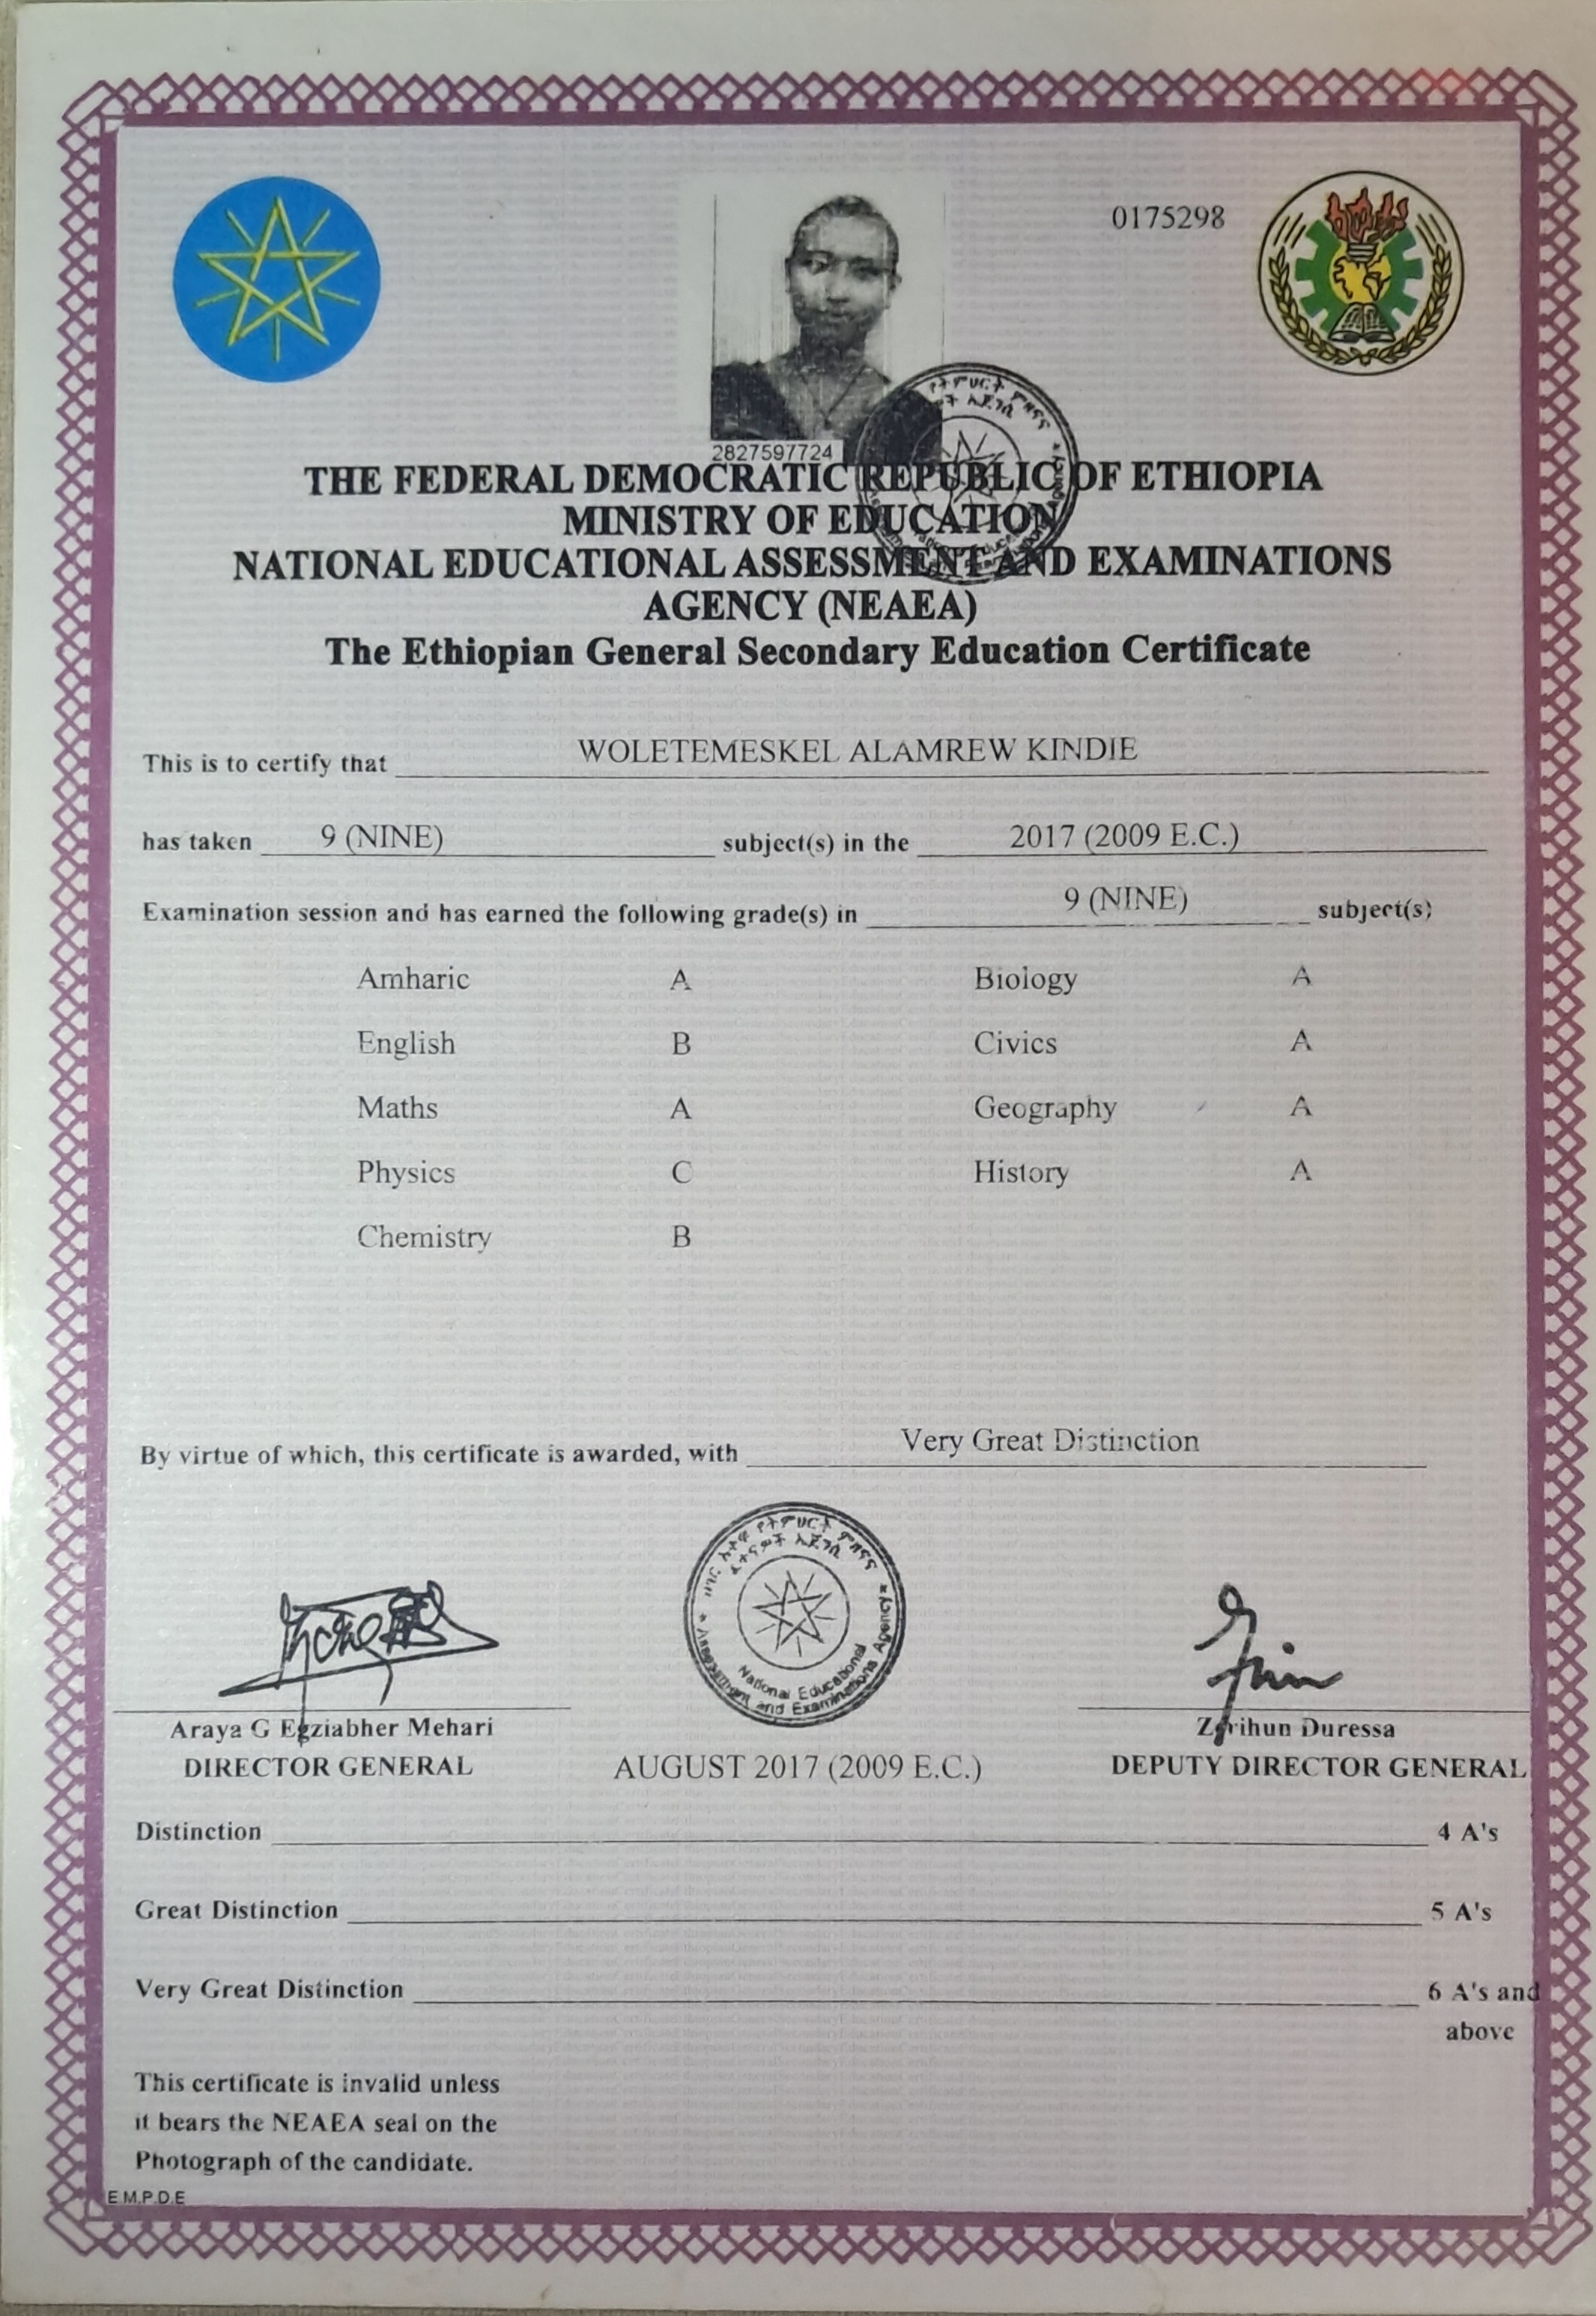 0175298
2827597724
THE FEDERAL DEMOCRATIC REPUBLIC OF ETHIOPIA
MINISTRY OF EDUCATION
NATIONAL EDUCATIONAL ASSESSMENT AND EXAMINATIONS
AGENCY (NEAEA)
The Ethiopian General Secondary Education Certificate
This is to certify that WOLETEMESKEL ALAMREW KINDIE
has taken 9 (NINE) subject(s) in the 2017 (2009 E.C.)
Examination session and has earned the following grade(s) in 9 (NINE) subject(s)
Amharic A Biology A
English B Civics A
Maths A Geography A
Physics C History A
Chemistry B
By virtue of which, this certificate is awarded, with Very Great Distinction
የትምህርት ምዘናና
ኤጀንሲ
National Educational
Assessment and Examinations Agency
Araya G Egziabher Mehari
DIRECTOR GENERAL
AUGUST 2017 (2009 E.C.)
Zerihun Duressa
DEPUTY DIRECTOR GENERAL
Distinction 4 A's
Great Distinction 5 A's
Very Great Distinction 6 A's and
above
This certificate is invalid unless
it bears the NEAEA seal on the
Photograph of the candidate.
E.M.P.D.E